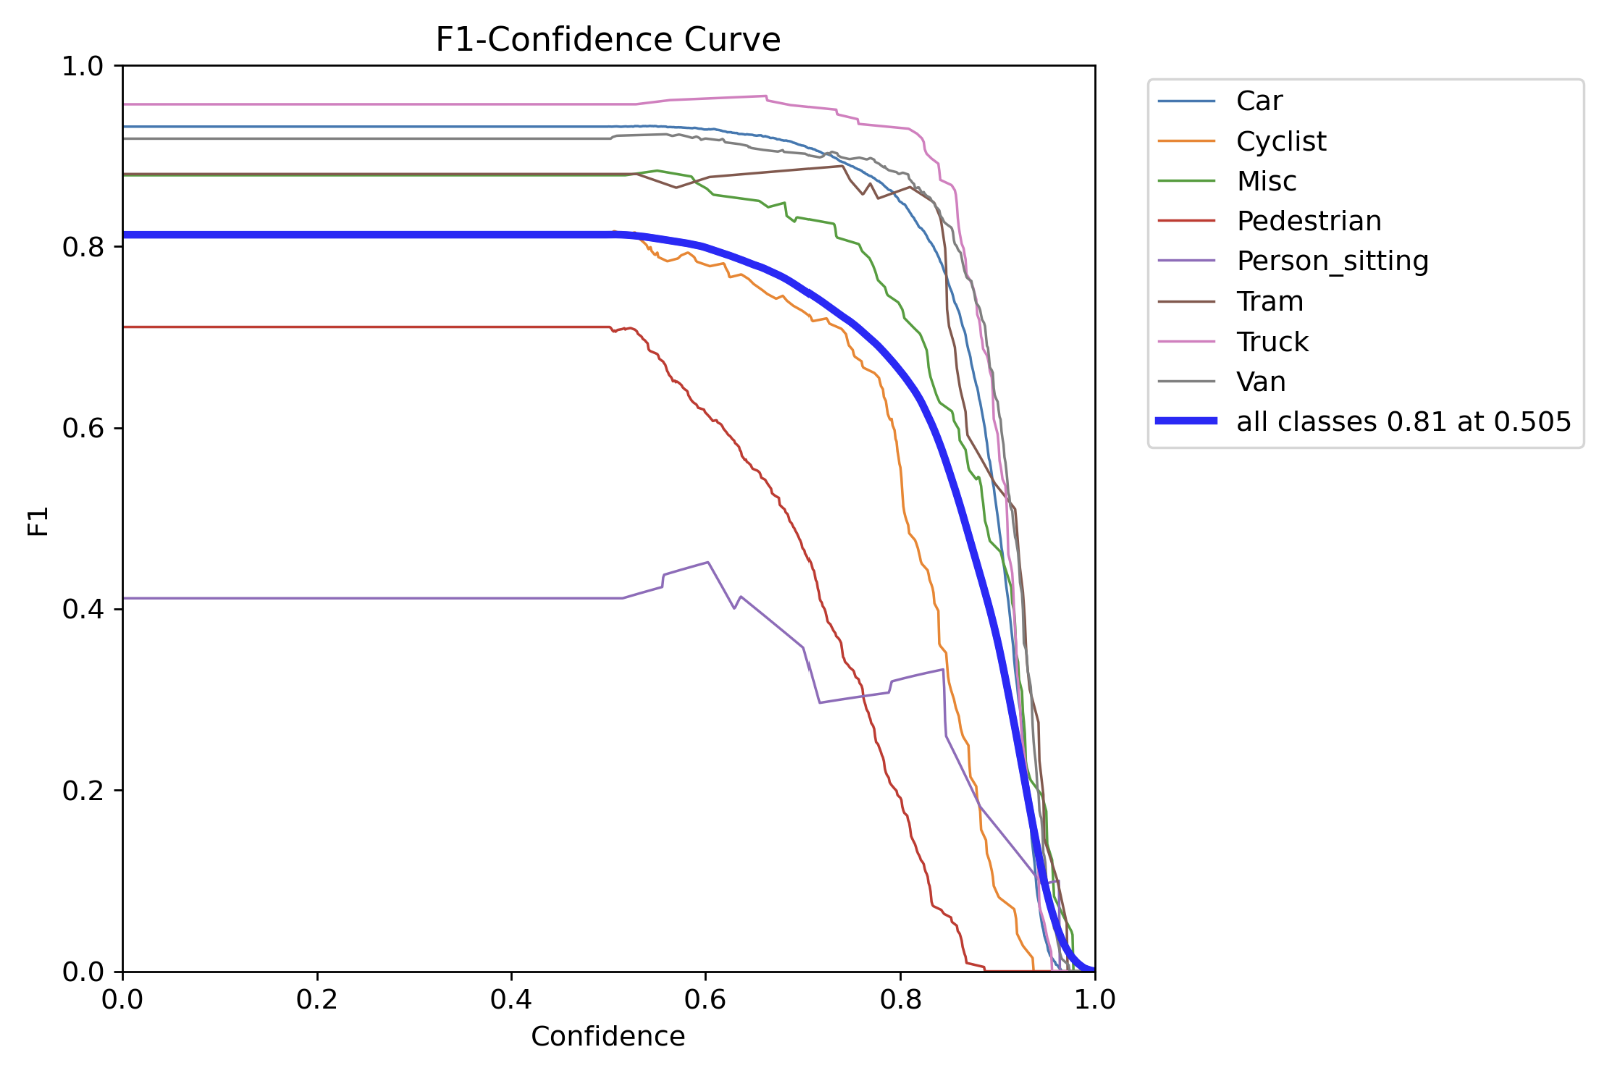 F1-Confidence Curve
1.0
0.8
0.6
0.4
0.2
0.0
F1
0.0 0.2 0.4 0.6 0.8 1.0
Confidence
Car
Cyclist
Misc
Pedestrian
Person_sitting
Tram
Truck
Van
all classes 0.81 at 0.505